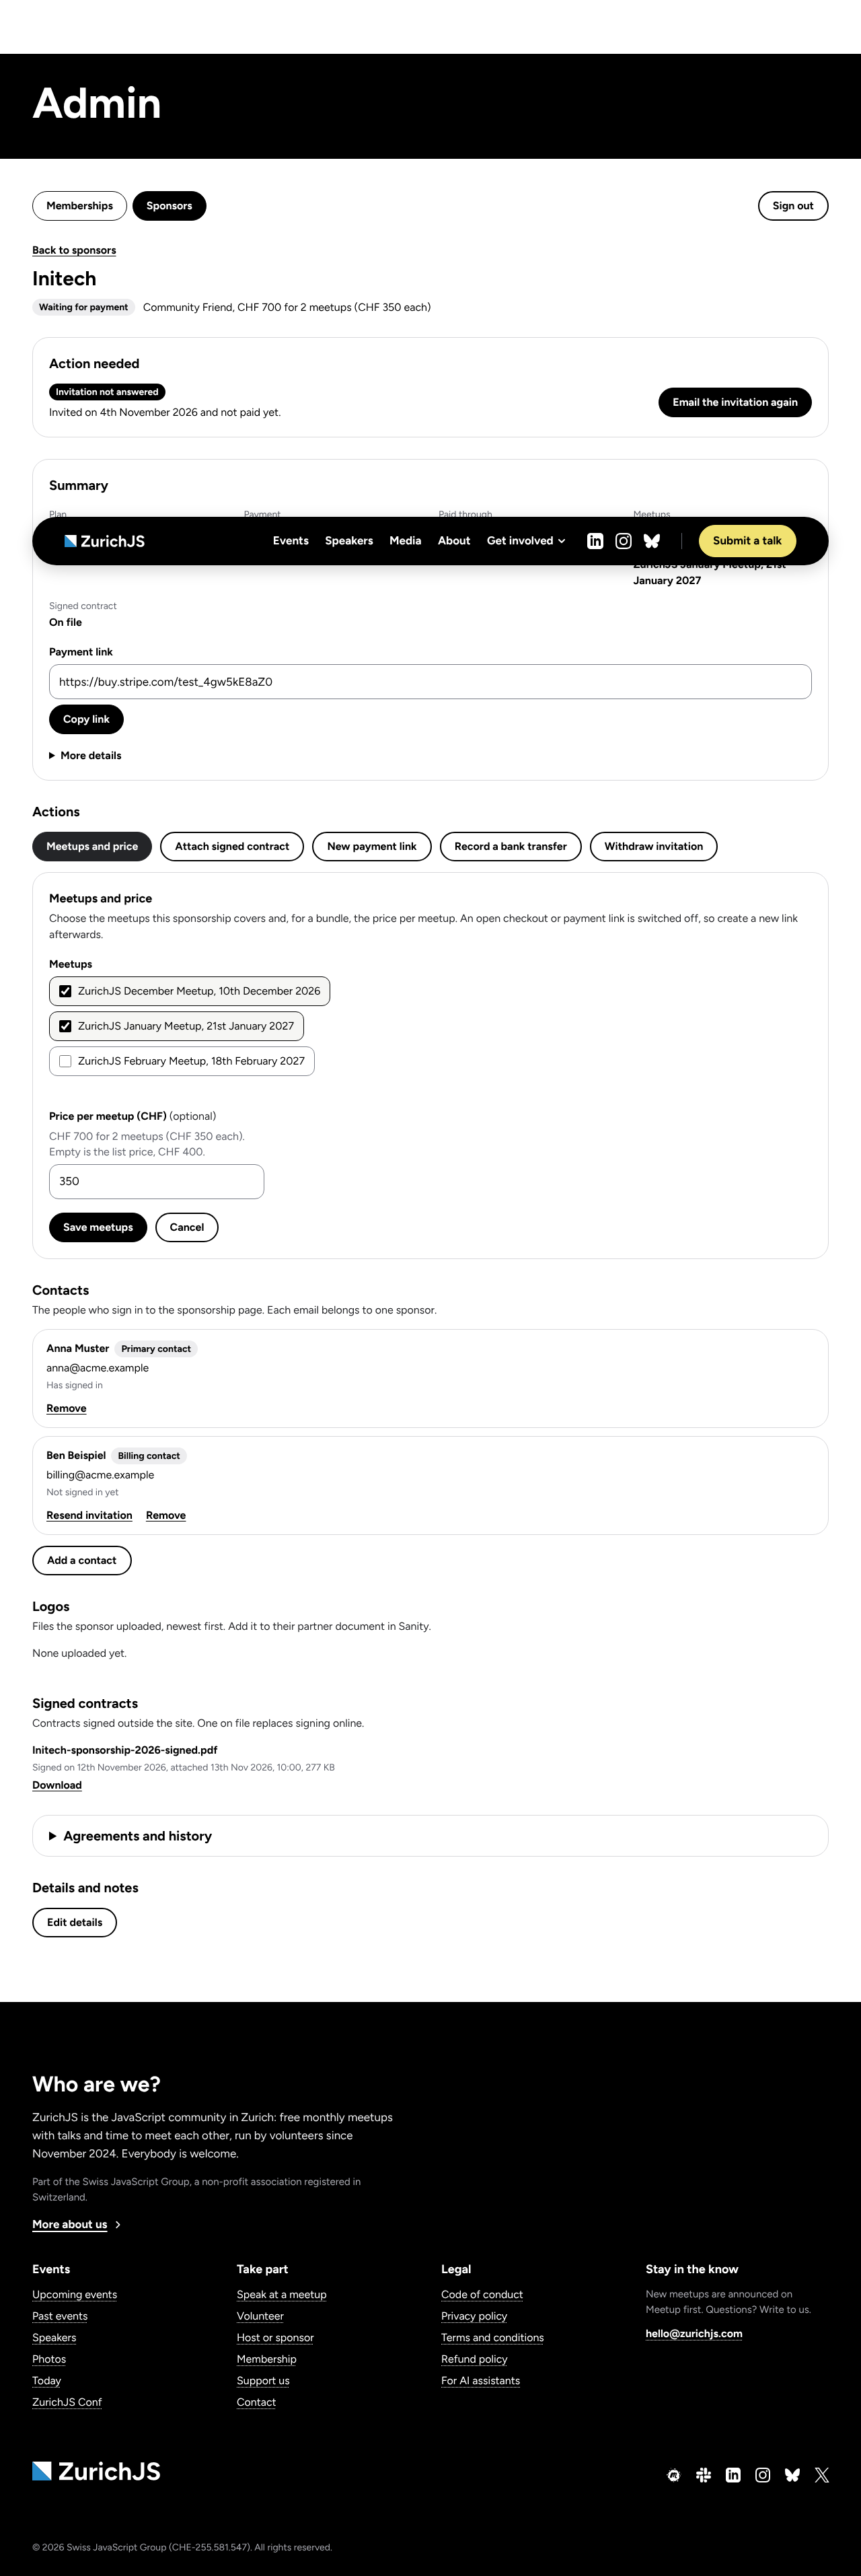 Admin
Memberships
Sponsors
Sign out
Back to sponsors
Initech
Waiting for payment
Community Friend, CHF 700 for 2 meetups (CHF 350 each)
Action needed
Invitation not answered
Invited on 4th November 2026 and not paid yet.
Email the invitation again
Summary
Plan
Payment
Paid through
Meetups
ZurichJS
Events
Speakers
Media
About
Get involved
Submit a talk
ZurichJS January Meetup, 21st
January 2027
Signed contract
On file
Payment link
https://buy.stripe.com/test_4gw5kE8aZ0
Copy link
More details
Actions
Meetups and price
Attach signed contract
New payment link
Record a bank transfer
Withdraw invitation
Meetups and price
Choose the meetups this sponsorship covers and, for a bundle, the price per meetup. An open checkout or payment link is switched off, so create a new link
afterwards.
Meetups
ZurichJS December Meetup, 10th December 2026
ZurichJS January Meetup, 21st January 2027
ZurichJS February Meetup, 18th February 2027
Price per meetup (CHF) (optional)
CHF 700 for 2 meetups (CHF 350 each).
Empty is the list price, CHF 400.
350
Save meetups
Cancel
Contacts
The people who sign in to the sponsorship page. Each email belongs to one sponsor.
Anna Muster
Primary contact
anna@acme.example
Has signed in
Remove
Ben Beispiel
Billing contact
billing@acme.example
Not signed in yet
Resend invitation
Remove
Add a contact
Logos
Files the sponsor uploaded, newest first. Add it to their partner document in Sanity.
None uploaded yet.
Signed contracts
Contracts signed outside the site. One on file replaces signing online.
Initech-sponsorship-2026-signed.pdf
Signed on 12th November 2026, attached 13th Nov 2026, 10:00, 277 KB
Download
Agreements and history
Details and notes
Edit details
Who are we?
ZurichJS is the JavaScript community in Zurich: free monthly meetups
with talks and time to meet each other, run by volunteers since
November 2024. Everybody is welcome.
Part of the Swiss JavaScript Group, a non-profit association registered in
Switzerland.
More about us
Events
Upcoming events
Past events
Speakers
Photos
Today
ZurichJS Conf
Take part
Speak at a meetup
Volunteer
Host or sponsor
Membership
Support us
Contact
Legal
Code of conduct
Privacy policy
Terms and conditions
Refund policy
For AI assistants
Stay in the know
New meetups are announced on
Meetup first. Questions? Write to us.
hello@zurichjs.com
ZurichJS
© 2026 Swiss JavaScript Group (CHE-255.581.547). All rights reserved.